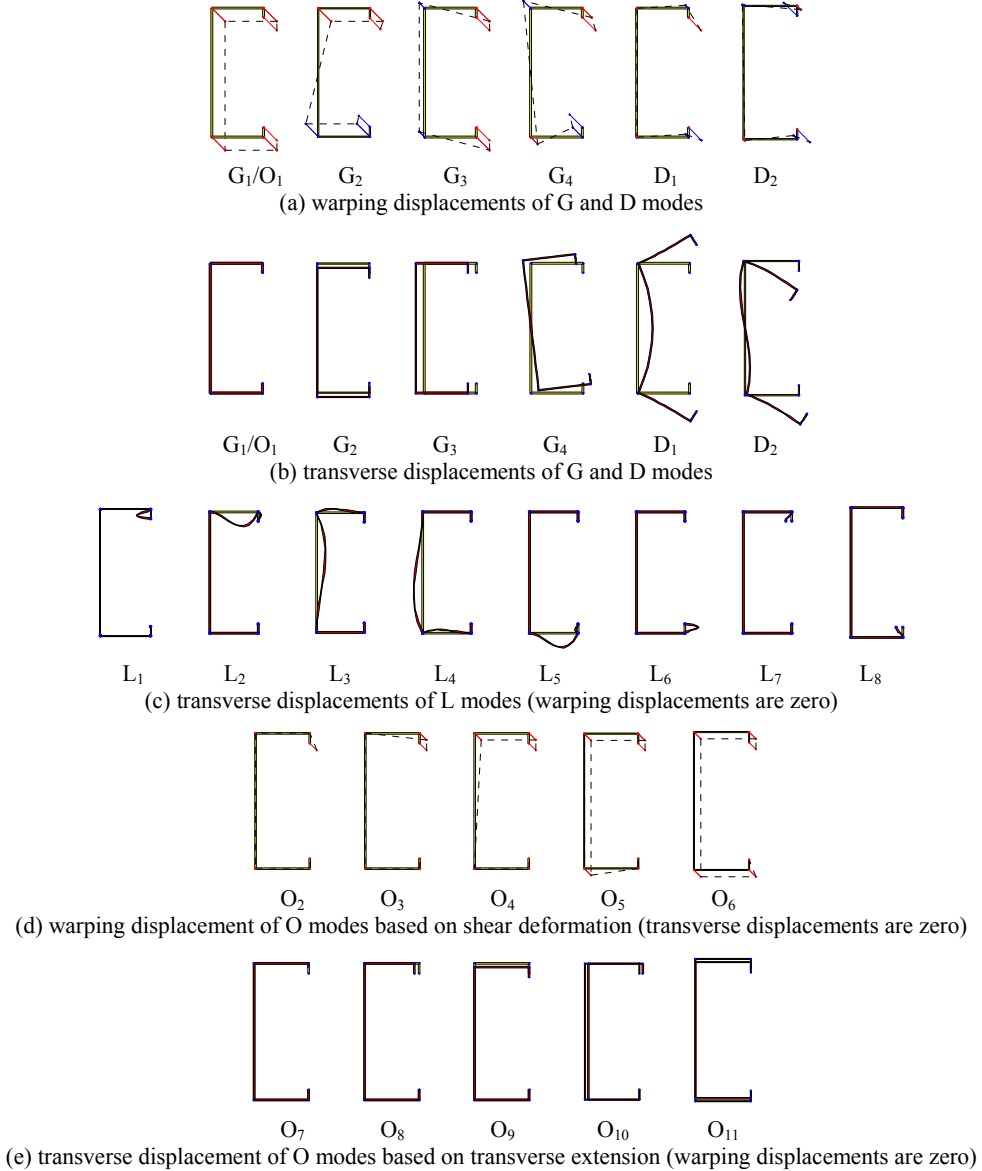 G₁/O₁ G₂ G₃ G₄ D₁ D₂
(a) warping displacements of G and D modes
G₁/O₁ G₂ G₃ G₄ D₁ D₂
(b) transverse displacements of G and D modes
L₁ L₂ L₃ L₄ L₅ L₆ L₇ L₈
(c) transverse displacements of L modes (warping displacements are zero)
O₂ O₃ O₄ O₅ O₆
(d) warping displacement of O modes based on shear deformation (transverse displacements are zero)
O₇ O₈ O₉ O₁₀ O₁₁
(e) transverse displacement of O modes based on transverse extension (warping displacements are zero)